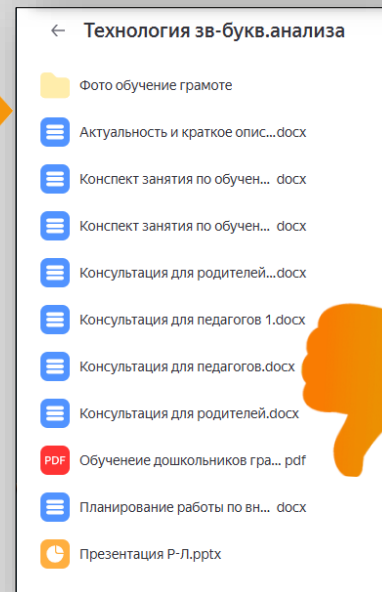 ← Технология зв-букв.анализа
Фото обучение грамоте
Актуальность и краткое опис...docx
Конспект занятия по обучен... docx
Конспект занятия по обучен... docx
Консультация для родителей...docx
Консультация для педагогов 1.docx
Консультация для педагогов.docx
Консультация для родителей.docx
PDF Обученеие дошкольников гра... pdf
Планирование работы по вн... docx
Презентация Р-Л.pptx